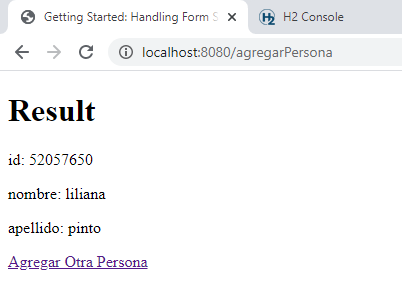 Getting Started: Handling Form S
H2 Console
localhost:8080/agregarPersona
Result
id: 52057650
nombre: liliana
apellido: pinto
Agregar Otra Persona